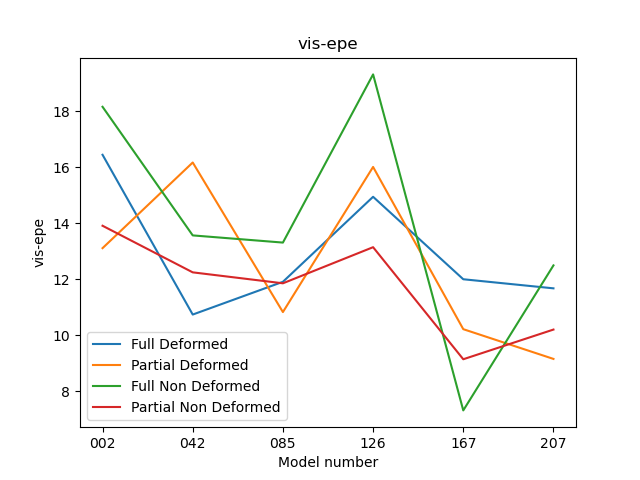 vis-epe
18
16
14
12
10
8
vis-epe
Full Deformed
Partial Deformed
Full Non Deformed
Partial Non Deformed
002 042 085 126 167 207
Model number